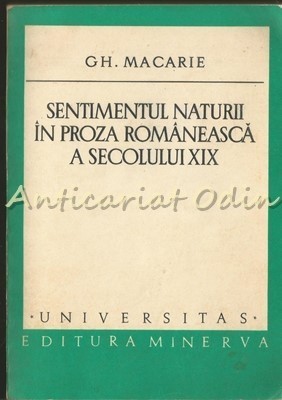 GH. MACARIE
SENTIMENTUL NATURII
ÎN PROZA ROMÂNEASCĂ
A SECOLULUI XIX
Anticariat Odin
• UNIVERSITAS •
EDITURA MINERVA